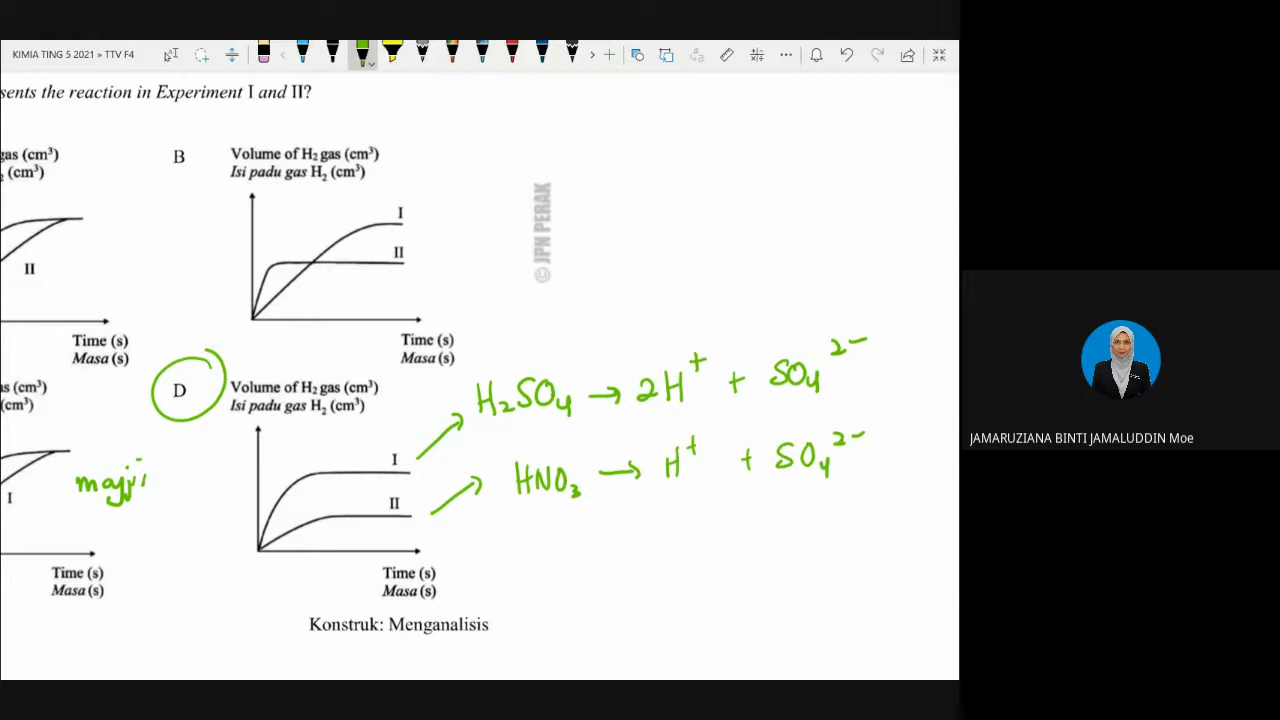 KIMIA TING 5 2021 » TTV F4
sents the reaction in Experiment I and II?
gas (cm³)
₂ (cm³)
II
Time (s)
Masa (s)
B
Volume of H₂ gas (cm³)
Isi padu gas H₂ (cm³)
I
II
Time (s)
Masa (s)
© JPN PERAK
s (cm³)
(cm³)
I
Time (s)
Masa (s)
D
Volume of H₂ gas (cm³)
Isi padu gas H₂ (cm³)
I
II
Time (s)
Masa (s)
H₂SO₄ → 2H⁺ + SO₄²⁻
HNO₃ → H⁺ + SO₄²⁻
Konstruk: Menganalisis
JAMARUZIANA BINTI JAMALUDDIN Moe